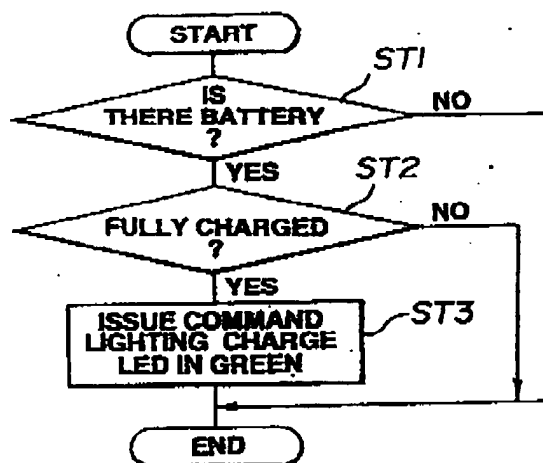 START
ST1
IS
THERE BATTERY
?
NO
YES
ST2
FULLY CHARGED
?
NO
YES
ISSUE COMMAND
LIGHTING CHARGE
LED IN GREEN
ST3
END